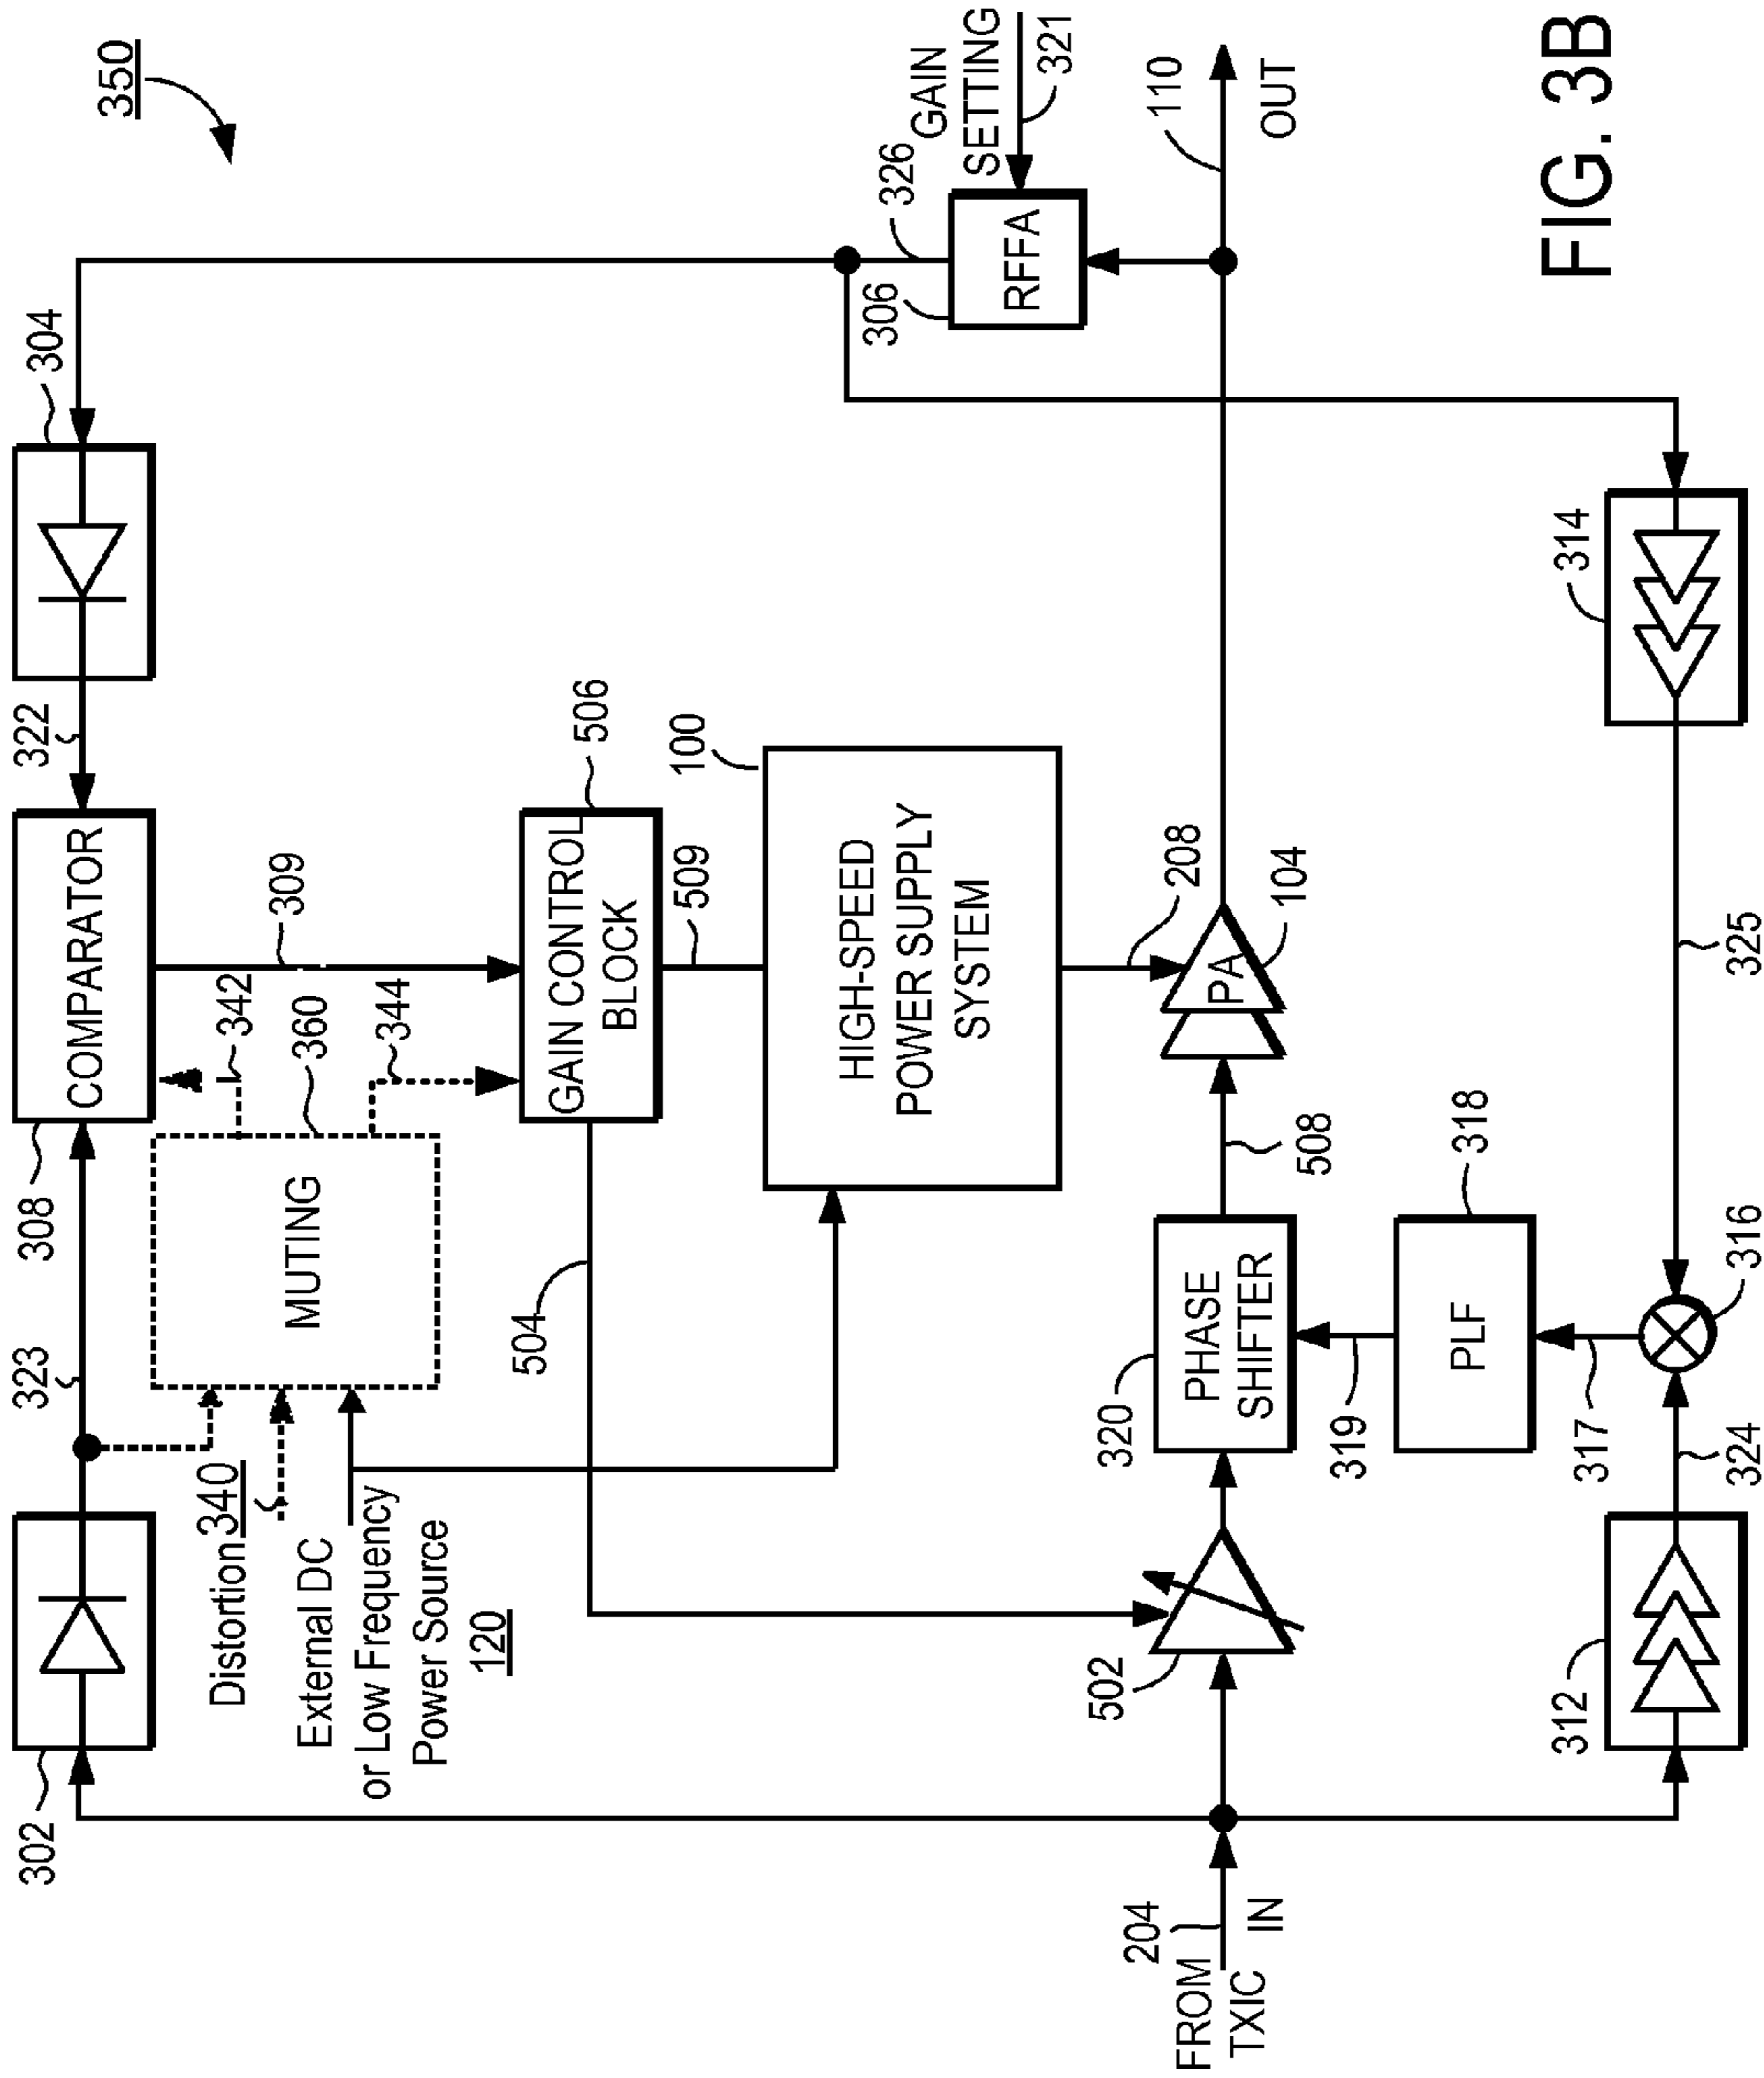 350
302
323
308
COMPARATOR
322
304
Distortion 340
External DC
or Low Frequency
Power Source
120
MUTING
342
360
344
309
504
GAIN CONTROL
BLOCK
506
509
100
HIGH-SPEED
POWER SUPPLY
SYSTEM
208
326
306
RFFA
GAIN
SETTING
321
FROM
TXIC
204
IN
502
320
PHASE
SHIFTER
508
PA
104
110
OUT
319
PLF
318
317
312
324
316
325
314
FIG. 3B